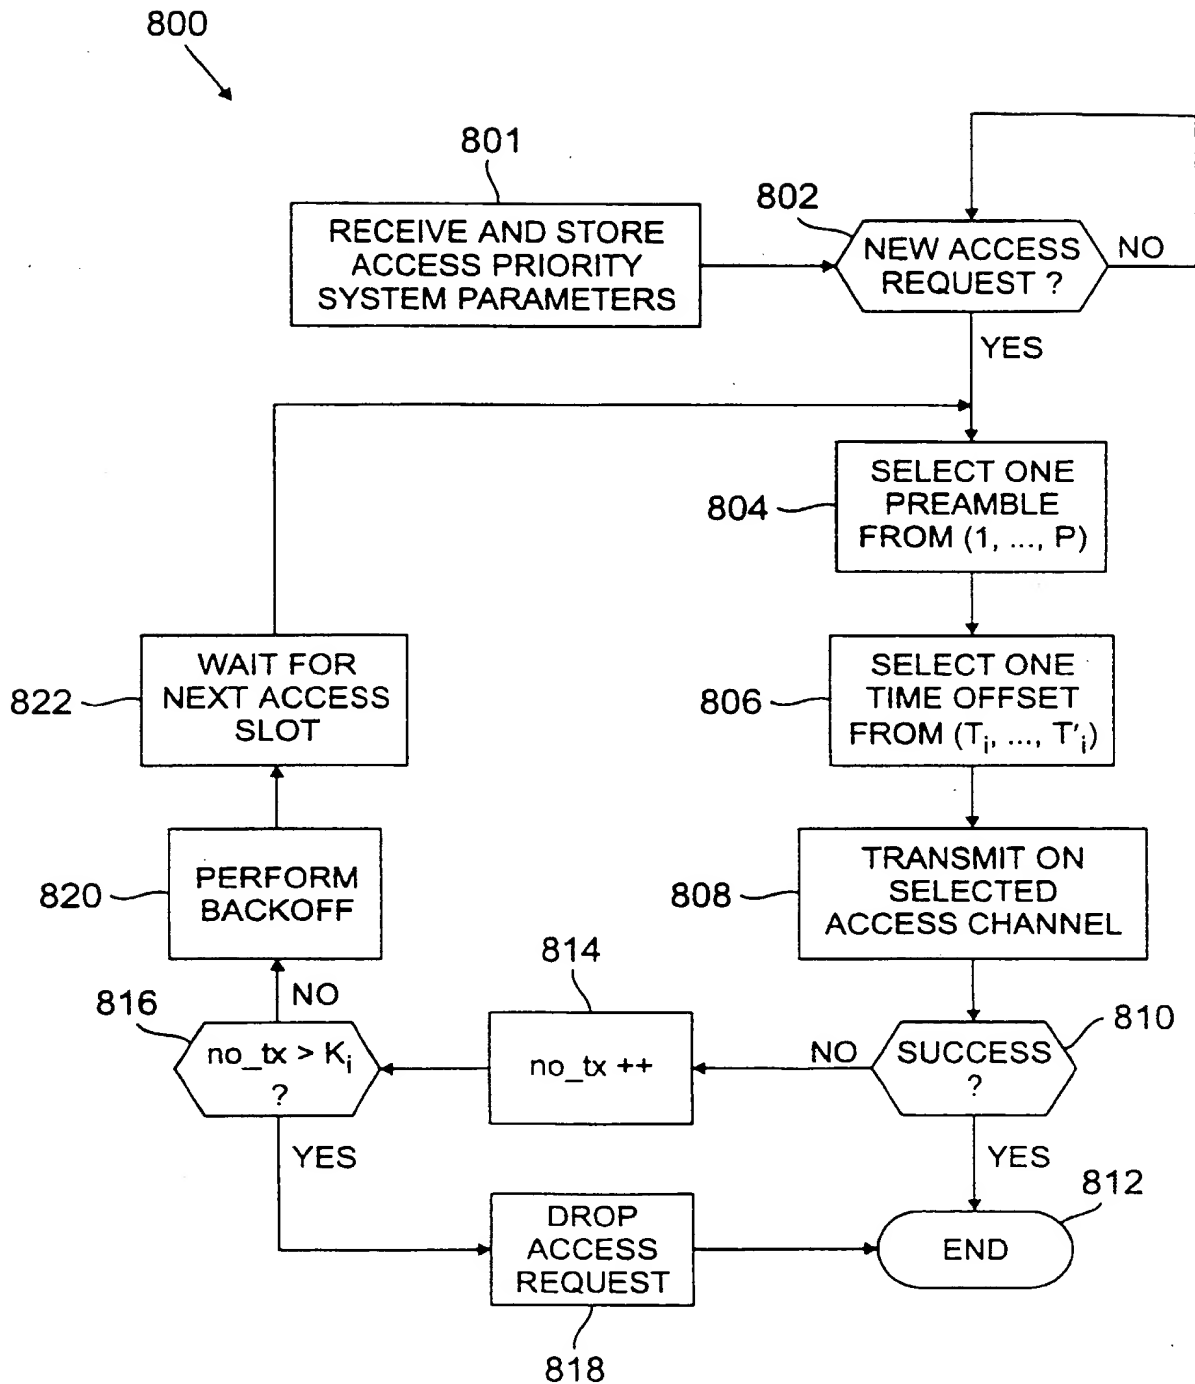 800
801
RECEIVE AND STORE
ACCESS PRIORITY
SYSTEM PARAMETERS
802
NEW ACCESS
REQUEST ?
NO
YES
804
SELECT ONE
PREAMBLE
FROM (1, ..., P)
806
SELECT ONE
TIME OFFSET
FROM (Tᵢ, ..., T'ᵢ)
808
TRANSMIT ON
SELECTED
ACCESS CHANNEL
810
SUCCESS
?
NO
YES
812
END
814
no_tx ++
816
no_tx > Kᵢ
?
NO
YES
818
DROP
ACCESS
REQUEST
820
PERFORM
BACKOFF
822
WAIT FOR
NEXT ACCESS
SLOT